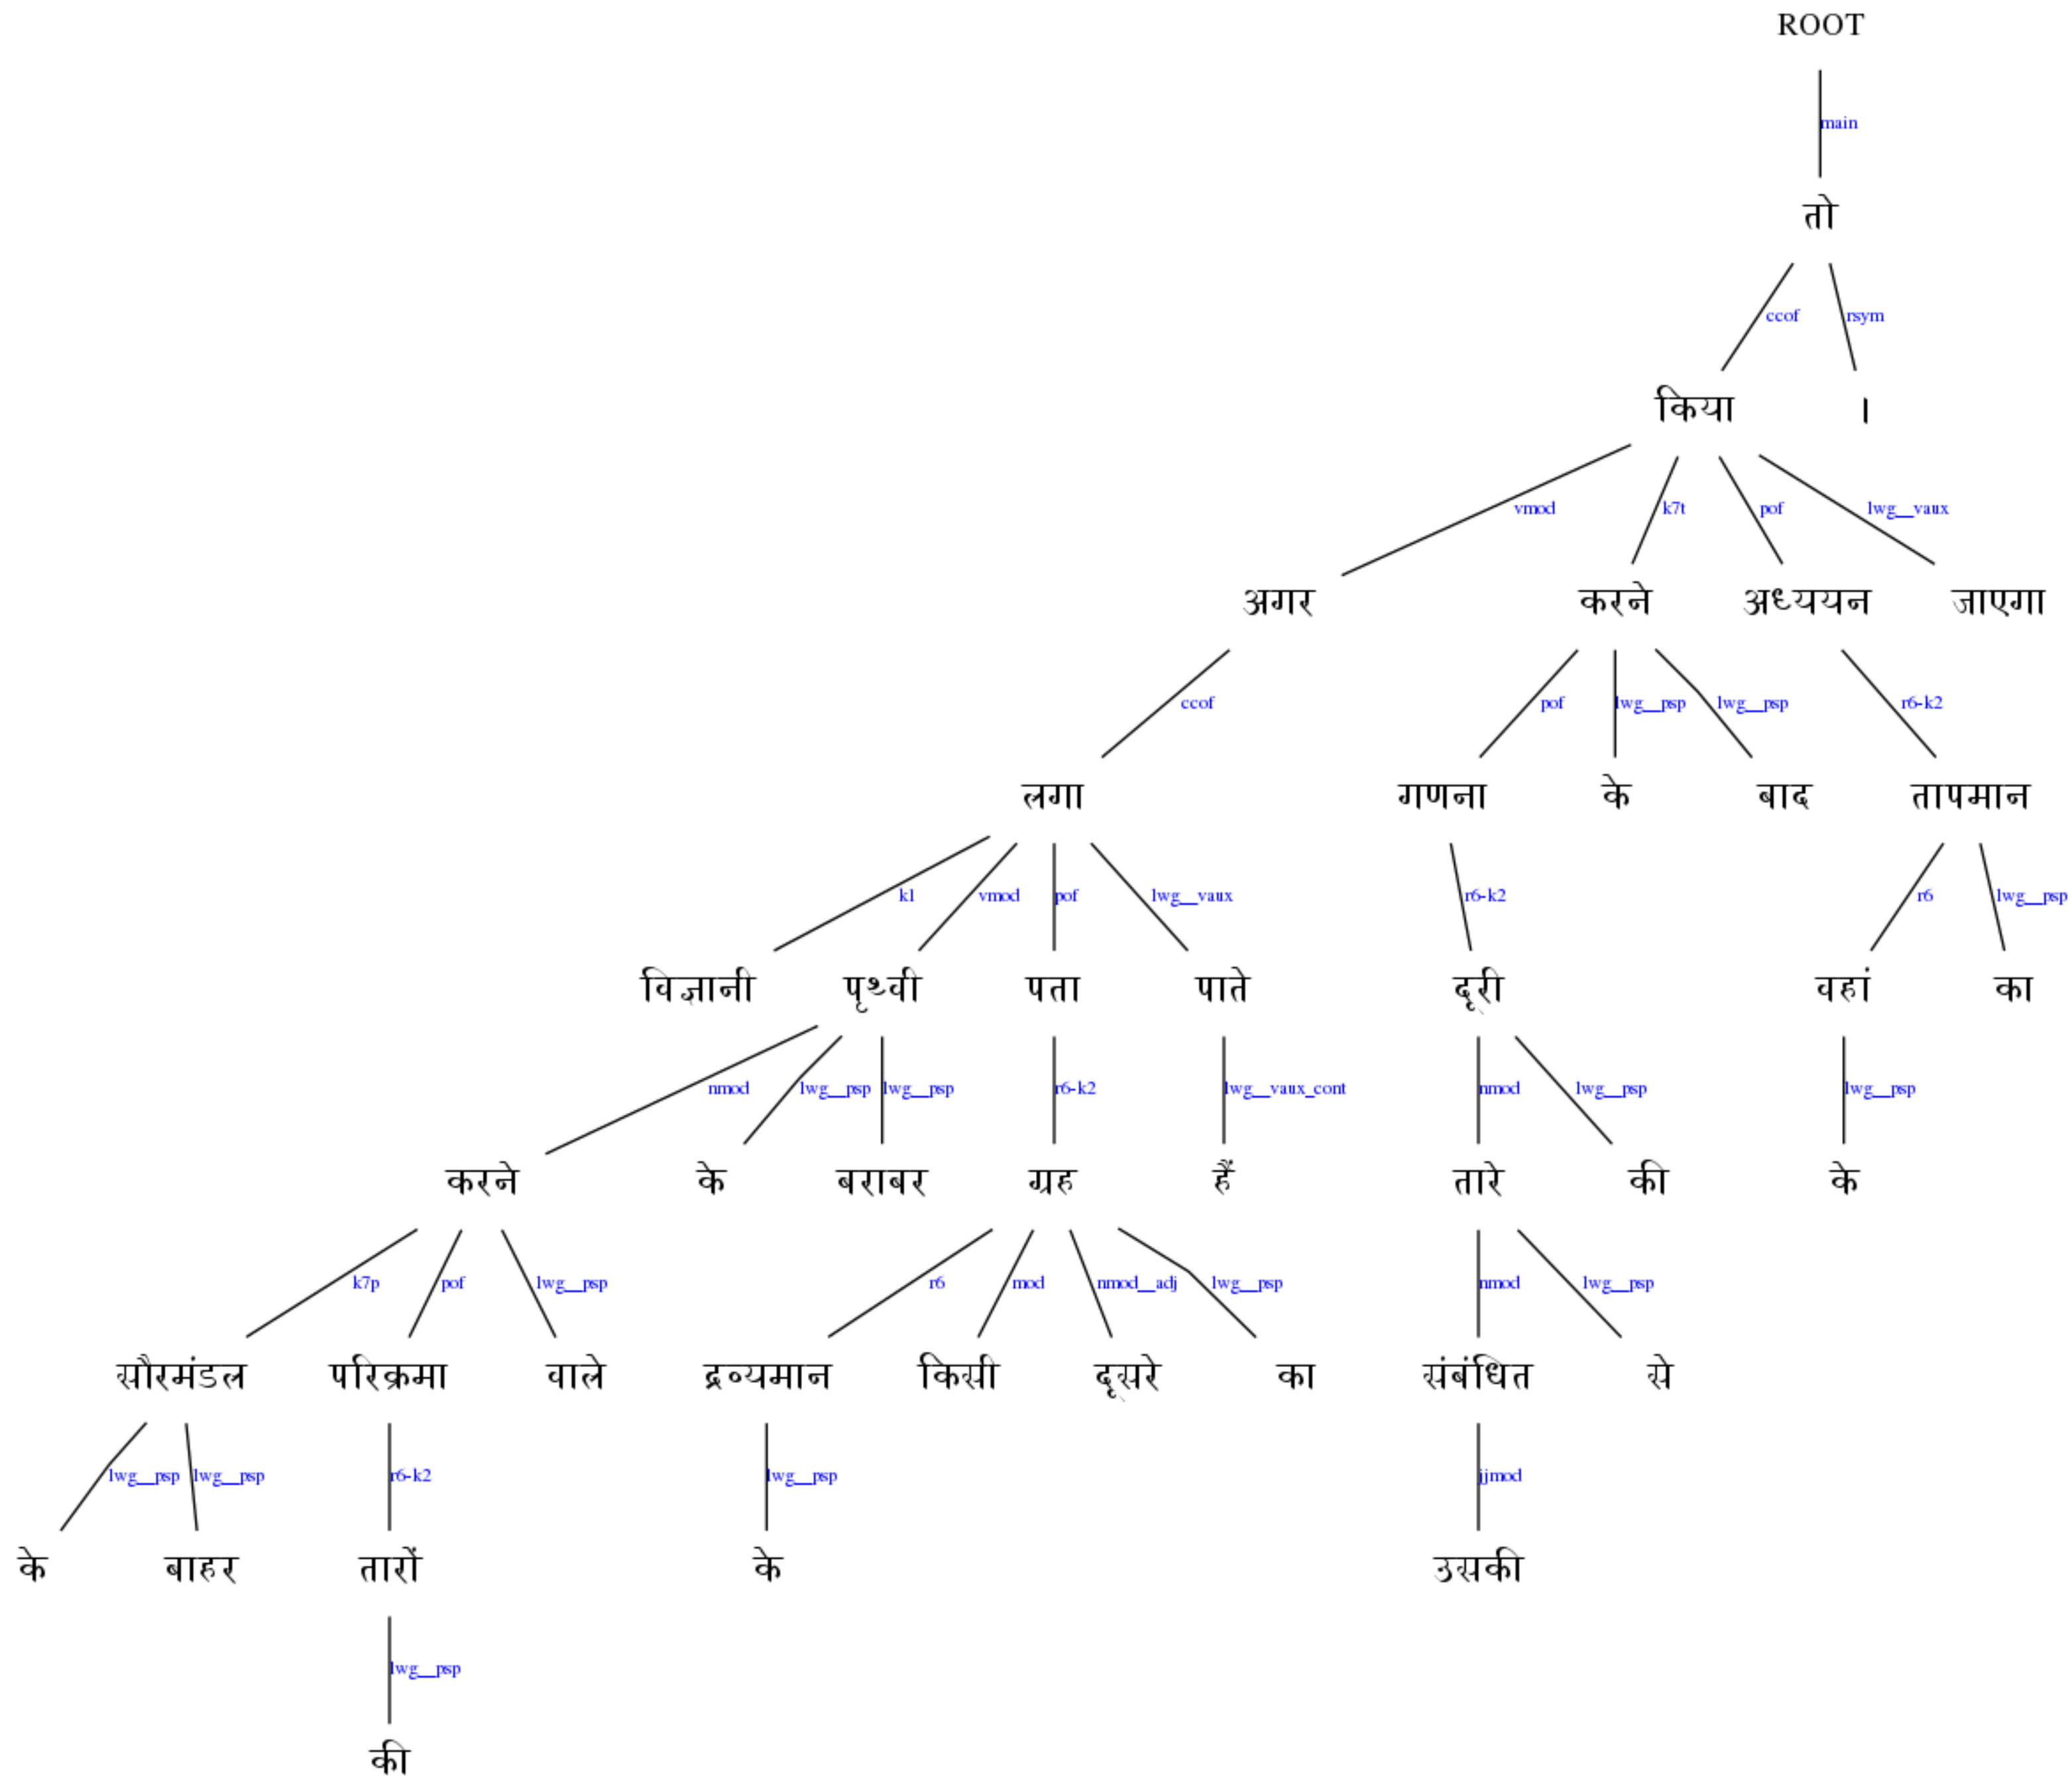 ROOT
main
तो
ccof rsym
किया ।
vmod k7t pof lwg__vaux
अगर करने अध्ययन जाएगा
ccof pof lwg__psp lwg__psp r6-k2
लगा गणना के बाद तापमान
k1 vmod pof lwg__vaux r6-k2 r6 lwg__psp
विज्ञानी पृथ्वी पता पाते दूरी वहां का
nmod lwg__psp lwg__psp r6-k2 lwg__vaux_cont nmod lwg__psp lwg__psp
करने के बराबर ग्रह हैं तारे की के
k7p pof lwg__psp r6 mod nmod__adj lwg__psp nmod lwg__psp
सौरमंडल परिक्रमा वाले द्रव्यमान किसी दूसरे का संबंधित से
lwg__psp lwg__psp r6-k2 lwg__psp jjmod
के बाहर तारों के उसकी
lwg__psp
की